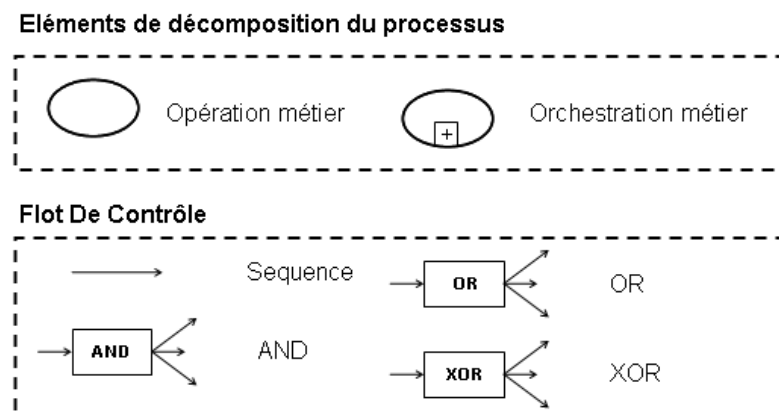 Eléments de décomposition du processus
Opération métier
+
Orchestration métier
Flot De Contrôle
Sequence
OR
OR
AND
AND
XOR
XOR